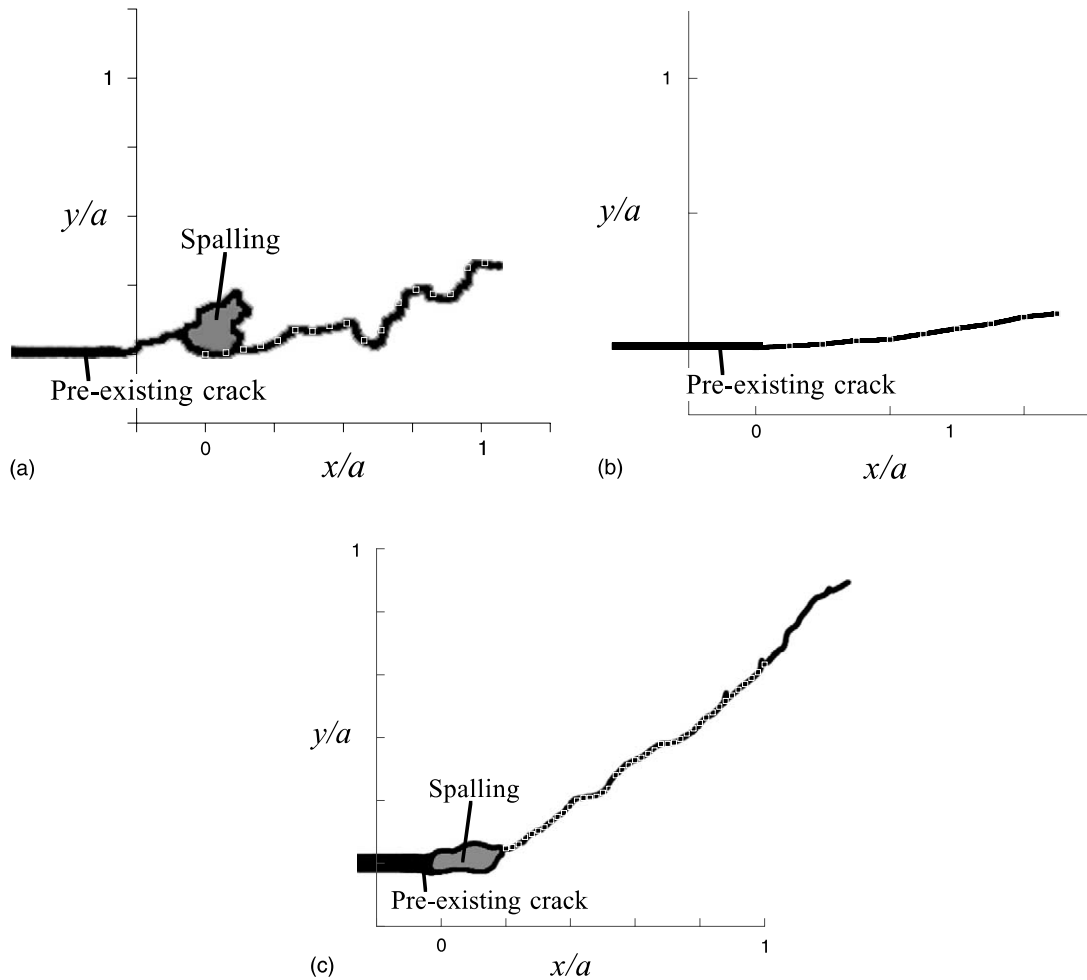 1
y/a
Spalling
Pre-existing crack
0
1
x/a
(a)
1
y/a
Pre-existing crack
0
1
x/a
(b)
1
y/a
Spalling
Pre-existing crack
0
1
x/a
(c)